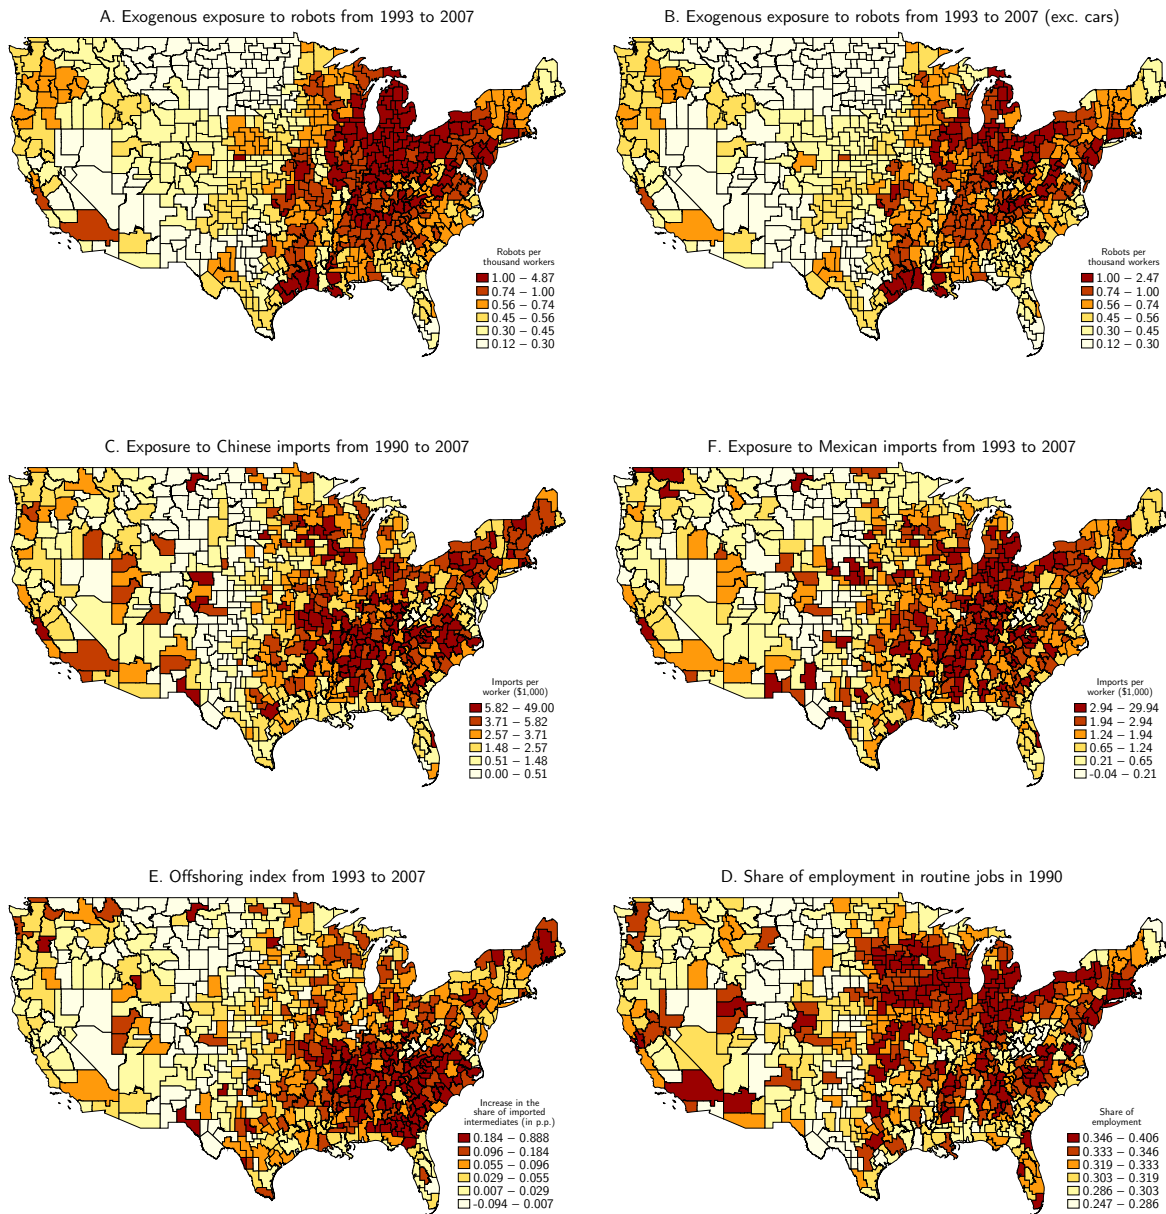 A. Exogenous exposure to robots from 1993 to 2007
Robots per
thousand workers
1.00 – 4.87
0.74 – 1.00
0.56 – 0.74
0.45 – 0.56
0.30 – 0.45
0.12 – 0.30
B. Exogenous exposure to robots from 1993 to 2007 (exc. cars)
Robots per
thousand workers
1.00 – 2.47
0.74 – 1.00
0.56 – 0.74
0.45 – 0.56
0.30 – 0.45
0.12 – 0.30
C. Exposure to Chinese imports from 1990 to 2007
Imports per
worker ($1,000)
5.82 – 49.00
3.71 – 5.82
2.57 – 3.71
1.48 – 2.57
0.51 – 1.48
0.00 – 0.51
F. Exposure to Mexican imports from 1993 to 2007
Imports per
worker ($1,000)
2.94 – 29.94
1.94 – 2.94
1.24 – 1.94
0.65 – 1.24
0.21 – 0.65
-0.04 – 0.21
E. Offshoring index from 1993 to 2007
Increase in the
share of imported
intermediates (in p.p.)
0.184 – 0.888
0.096 – 0.184
0.055 – 0.096
0.029 – 0.055
0.007 – 0.029
-0.094 – 0.007
D. Share of employment in routine jobs in 1990
Share of
employment
0.346 – 0.406
0.333 – 0.346
0.319 – 0.333
0.303 – 0.319
0.286 – 0.303
0.247 – 0.286